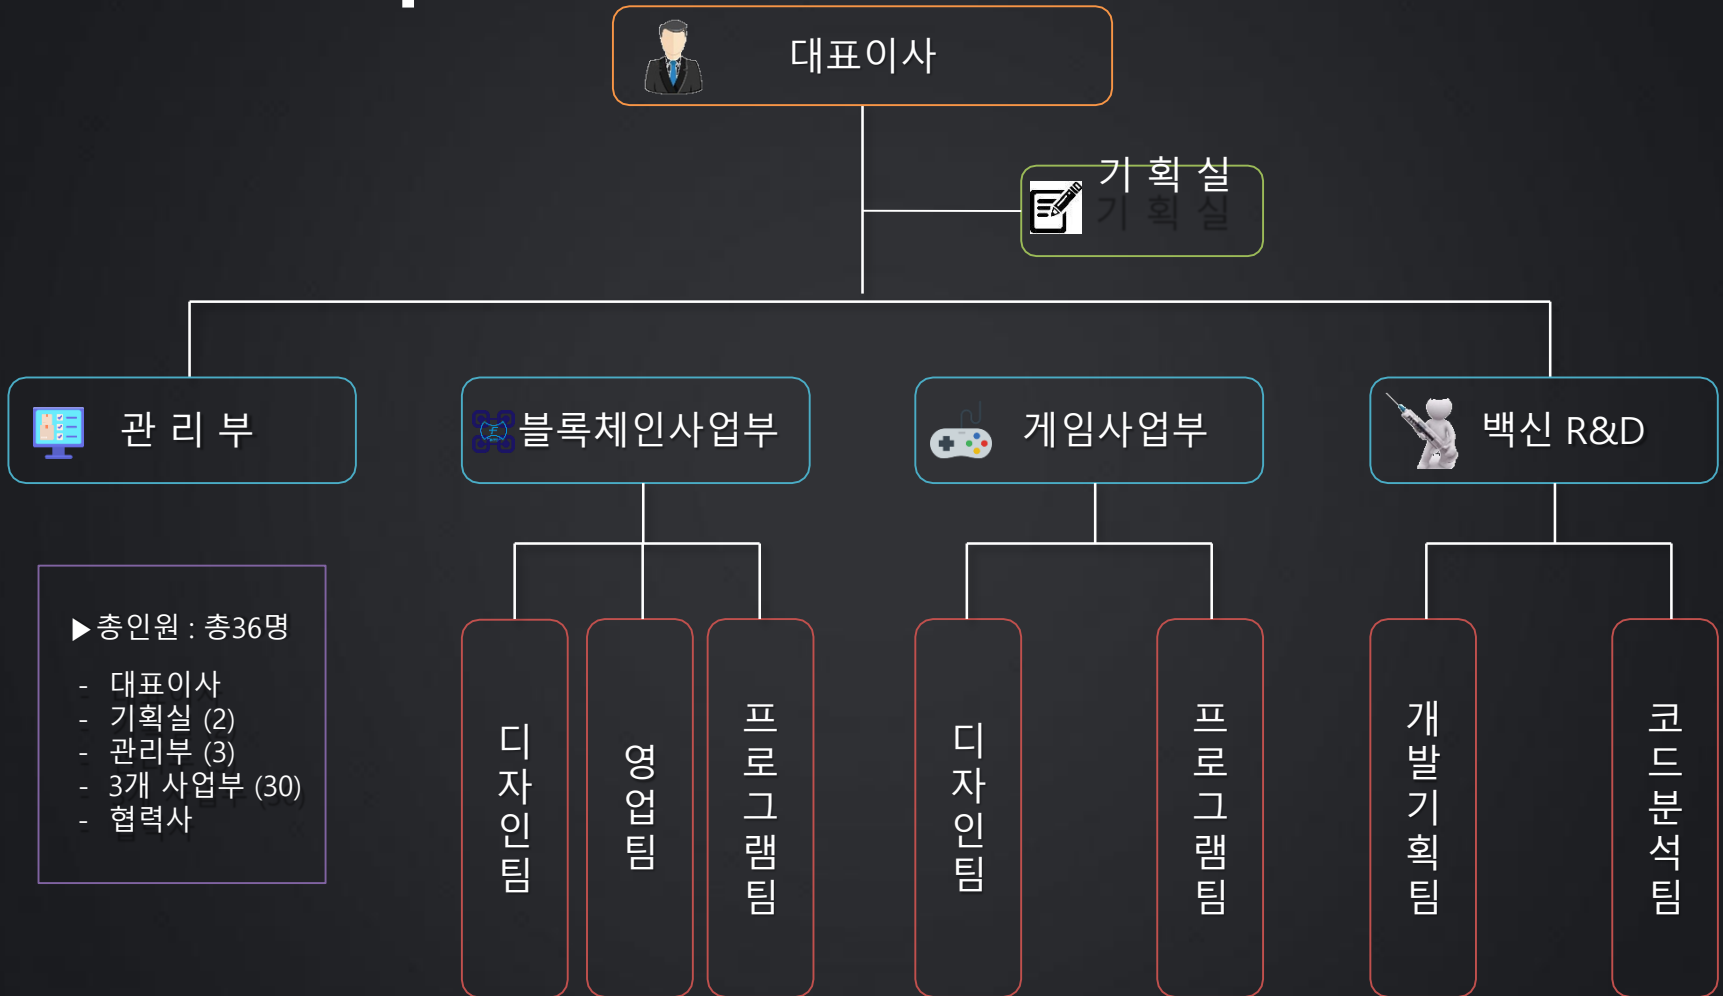 대표이사
기 획 실
관 리 부
블록체인사업부
게임사업부
백신 R&D
▶총인원 : 총36명
- 대표이사
- 기획실 (2)
- 관리부 (3)
- 3개 사업부 (30)
- 협력사
디자인팀
영업팀
프로그램팀
디자인팀
프로그램팀
개발기획팀
코드분석팀